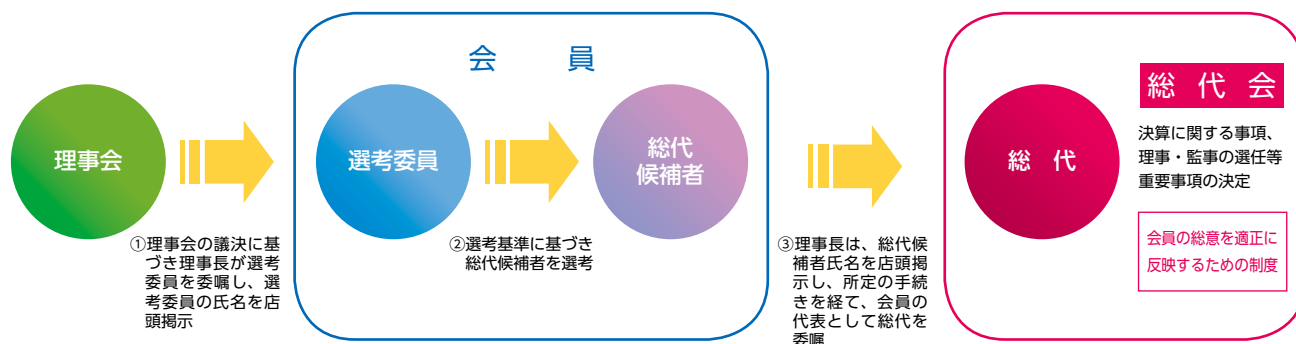 会　員
理事会
選考委員
総代
候補者
①理事会の議決に基
づき理事長が選考
委員を委嘱し、選
考委員の氏名を店
頭掲示
②選考基準に基づき
総代候補者を選考
③理事長は、総代候
補者氏名を店頭掲
示し、所定の手続
きを経て、会員の
代表として総代を
委嘱
総　代
総代会
決算に関する事項、
理事・監事の選任等
重要事項の決定
会員の総意を適正に
反映するための制度